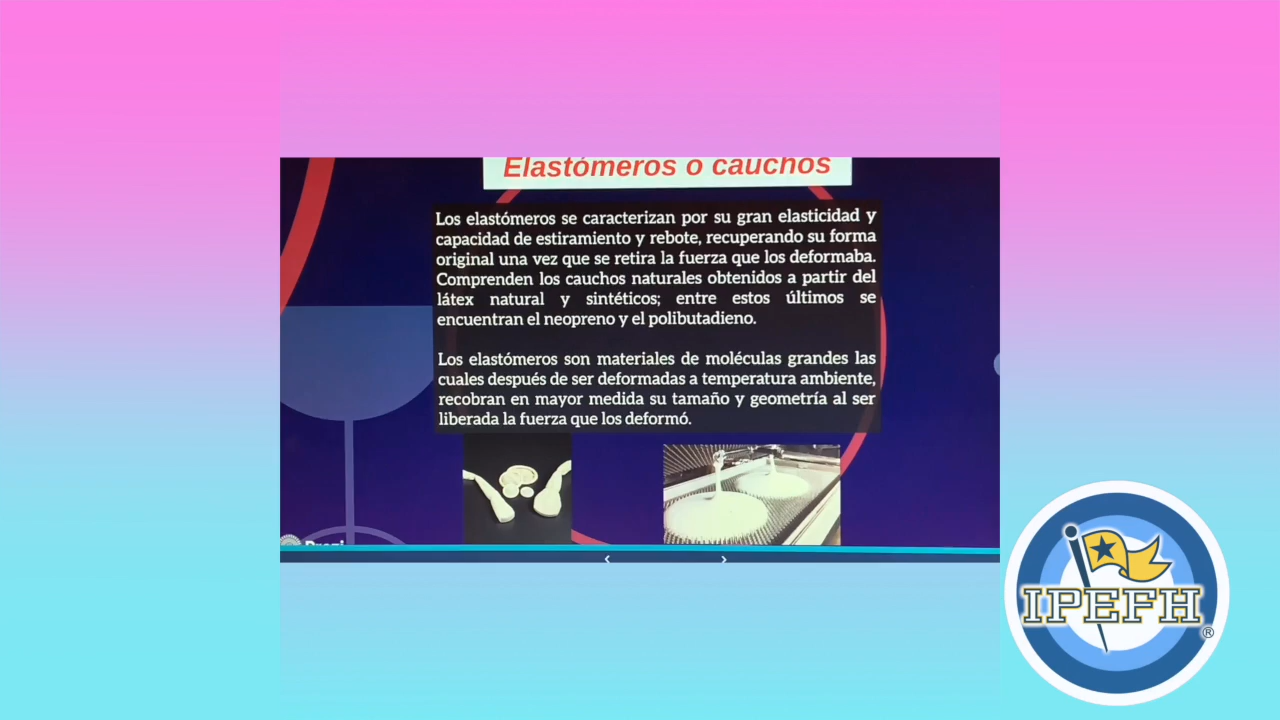 Elastómeros o cauchos
Los elastómeros se caracterizan por su gran elasticidad y
capacidad de estiramiento y rebote, recuperando su forma
original una vez que se retira la fuerza que los deformaba.
Comprenden los cauchos naturales obtenidos a partir del
látex natural y sintéticos; entre estos últimos se
encuentran el neopreno y el polibutadieno.
Los elastómeros son materiales de moléculas grandes las
cuales después de ser deformadas a temperatura ambiente,
recobran en mayor medida su tamaño y geometría al ser
liberada la fuerza que los deformó.
Prezi
IPEFH
®